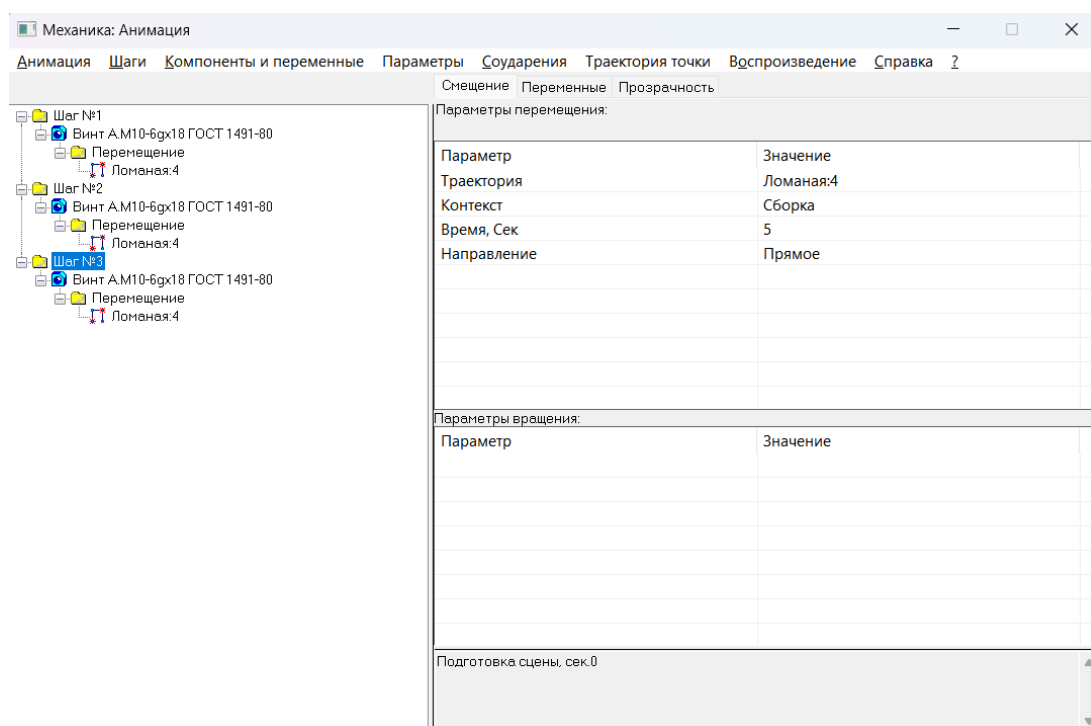 Механика: Анимация
Анимация Шаги Компоненты и переменные Параметры Соударения Траектория точки Воспроизведение Справка ?
Смещение Переменные Прозрачность
Шаг №1
Винт А.М10-6gx18 ГОСТ 1491-80
Перемещение
Ломаная:4
Шаг №2
Винт А.М10-6gx18 ГОСТ 1491-80
Перемещение
Ломаная:4
Шаг №3
Винт А.М10-6gx18 ГОСТ 1491-80
Перемещение
Ломаная:4
Параметры перемещения:
Параметр Значение
Траектория Ломаная:4
Контекст Сборка
Время, Сек 5
Направление Прямое
Параметры вращения:
Параметр Значение
Подготовка сцены, сек.0